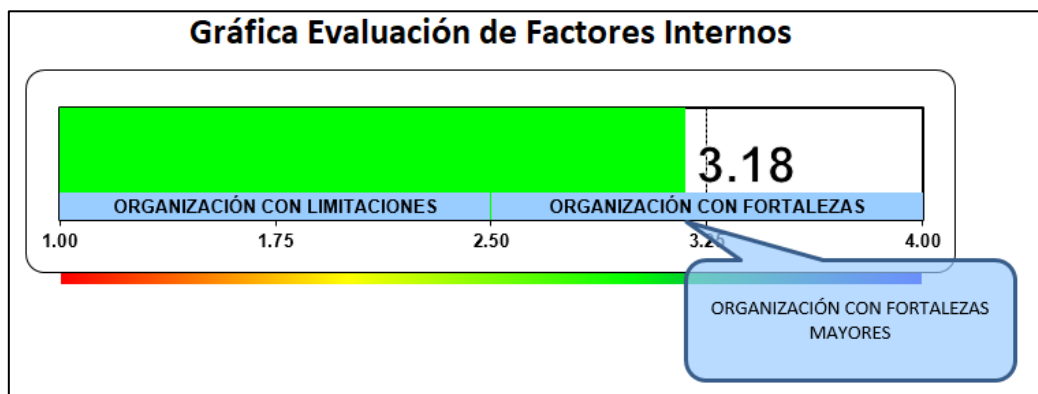 Gráfica Evaluación de Factores Internos
3.18
ORGANIZACIÓN CON LIMITACIONES ORGANIZACIÓN CON FORTALEZAS
1.00 1.75 2.50 3.25 4.00
ORGANIZACIÓN CON FORTALEZAS
MAYORES